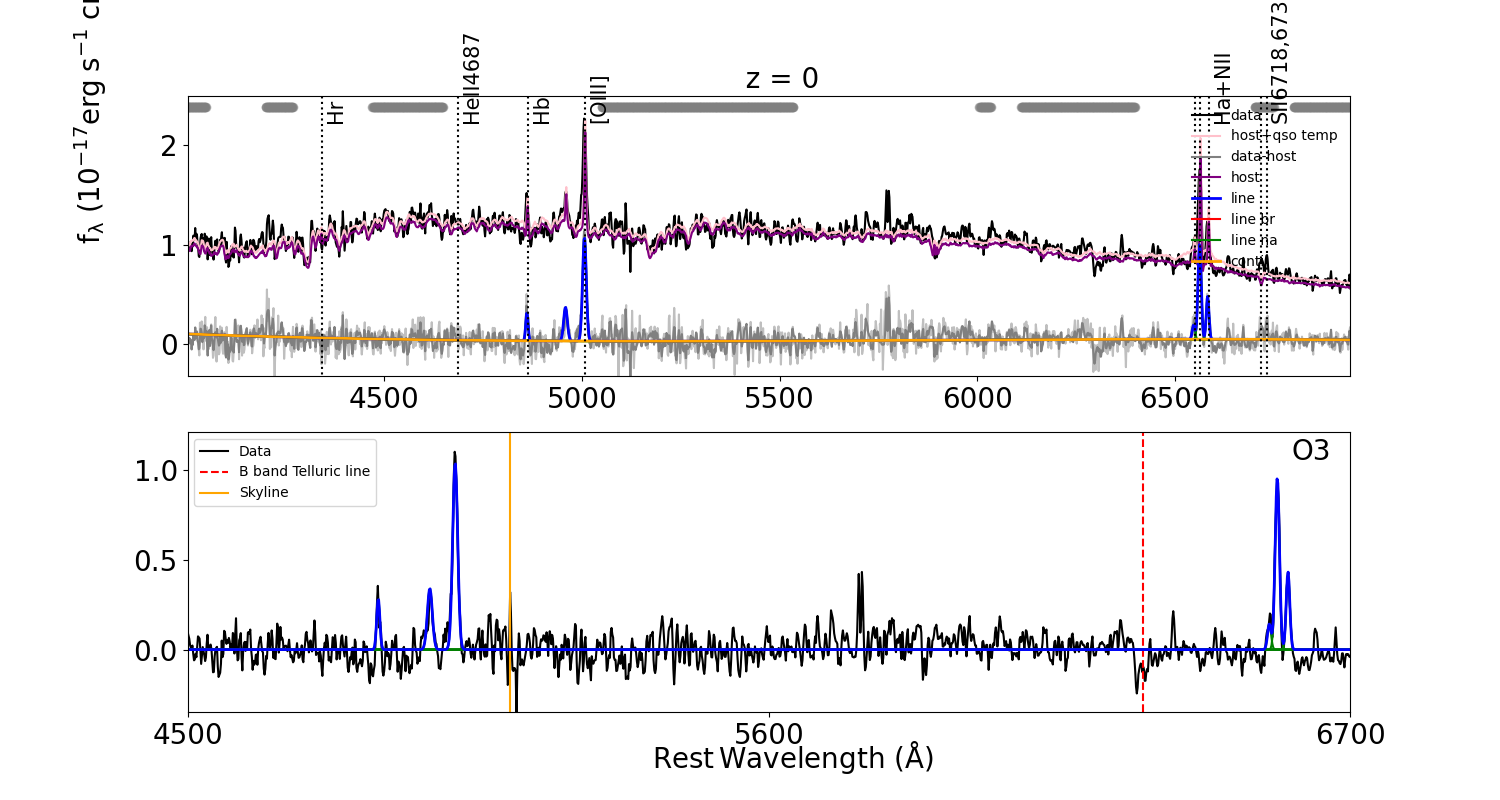 z = 0
fλ (10⁻¹⁷erg s⁻¹
Hr
HeII4687
Hb
[OIII]
Ha+NII
SII6718,673
data
host+qso temp
data-host
host
line
line br
line na
conti
2
1
0
4500 5000 5500 6000 6500
O3
Data
B band Telluric line
Skyline
1.0
0.5
0.0
4500 5600 6700
Rest Wavelength (Å)